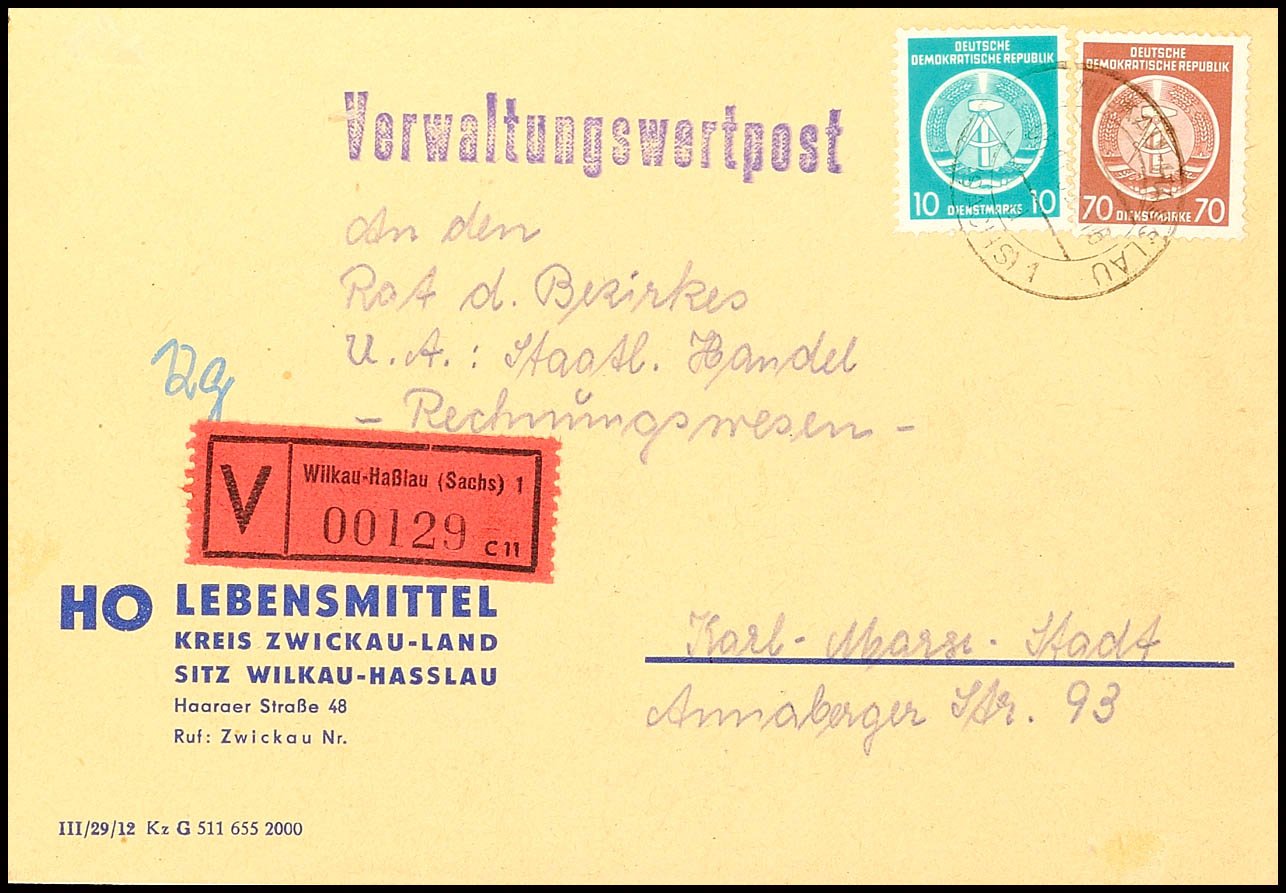 DEUTSCHE
DEMOKRATISCHE REPUBLIK
10 DIENSTMARKE 10
DEUTSCHE
DEMOKRATISCHE REPUBLIK
70 DIENSTMARKE 70
Verwaltungswertpost
An den
Rat d. Bezirkes
U. A. : Staatl. Handel
- Rechnungswesen -
V
Wilkau-Haßlau (Sachs) 1
00129
C 11
HO LEBENSMITTEL
KREIS ZWICKAU-LAND
SITZ WILKAU-HASSLAU
Haaraer Straße 48
Ruf: Zwickau Nr.
Karl-Marx-Stadt
Annaberger Str. 93
III/29/12 Kz G 511 655 2000